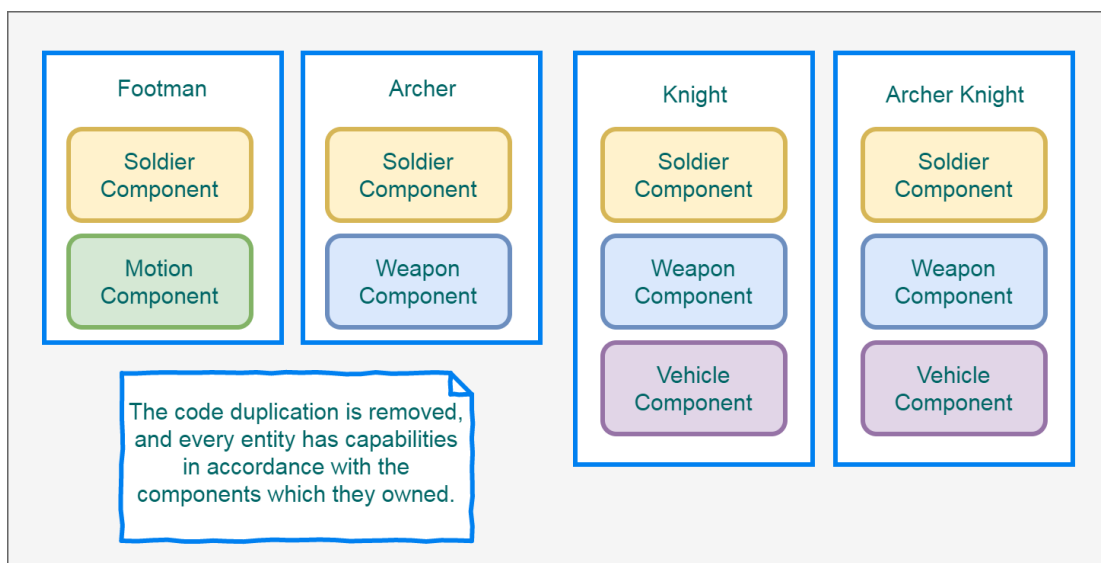 Footman
Soldier
Component
Motion
Component
Archer
Soldier
Component
Weapon
Component
Knight
Soldier
Component
Weapon
Component
Vehicle
Component
Archer Knight
Soldier
Component
Weapon
Component
Vehicle
Component
The code duplication is removed,
and every entity has capabilities
in accordance with the
components which they owned.